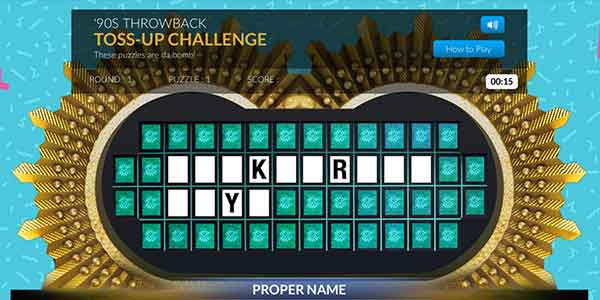 '90S THROWBACK
TOSS-UP CHALLENGE
These puzzles are da bomb!
How to Play
ROUND : 1
PUZZLE : 1
SCORE :
00:15
K R
Y
PROPER NAME